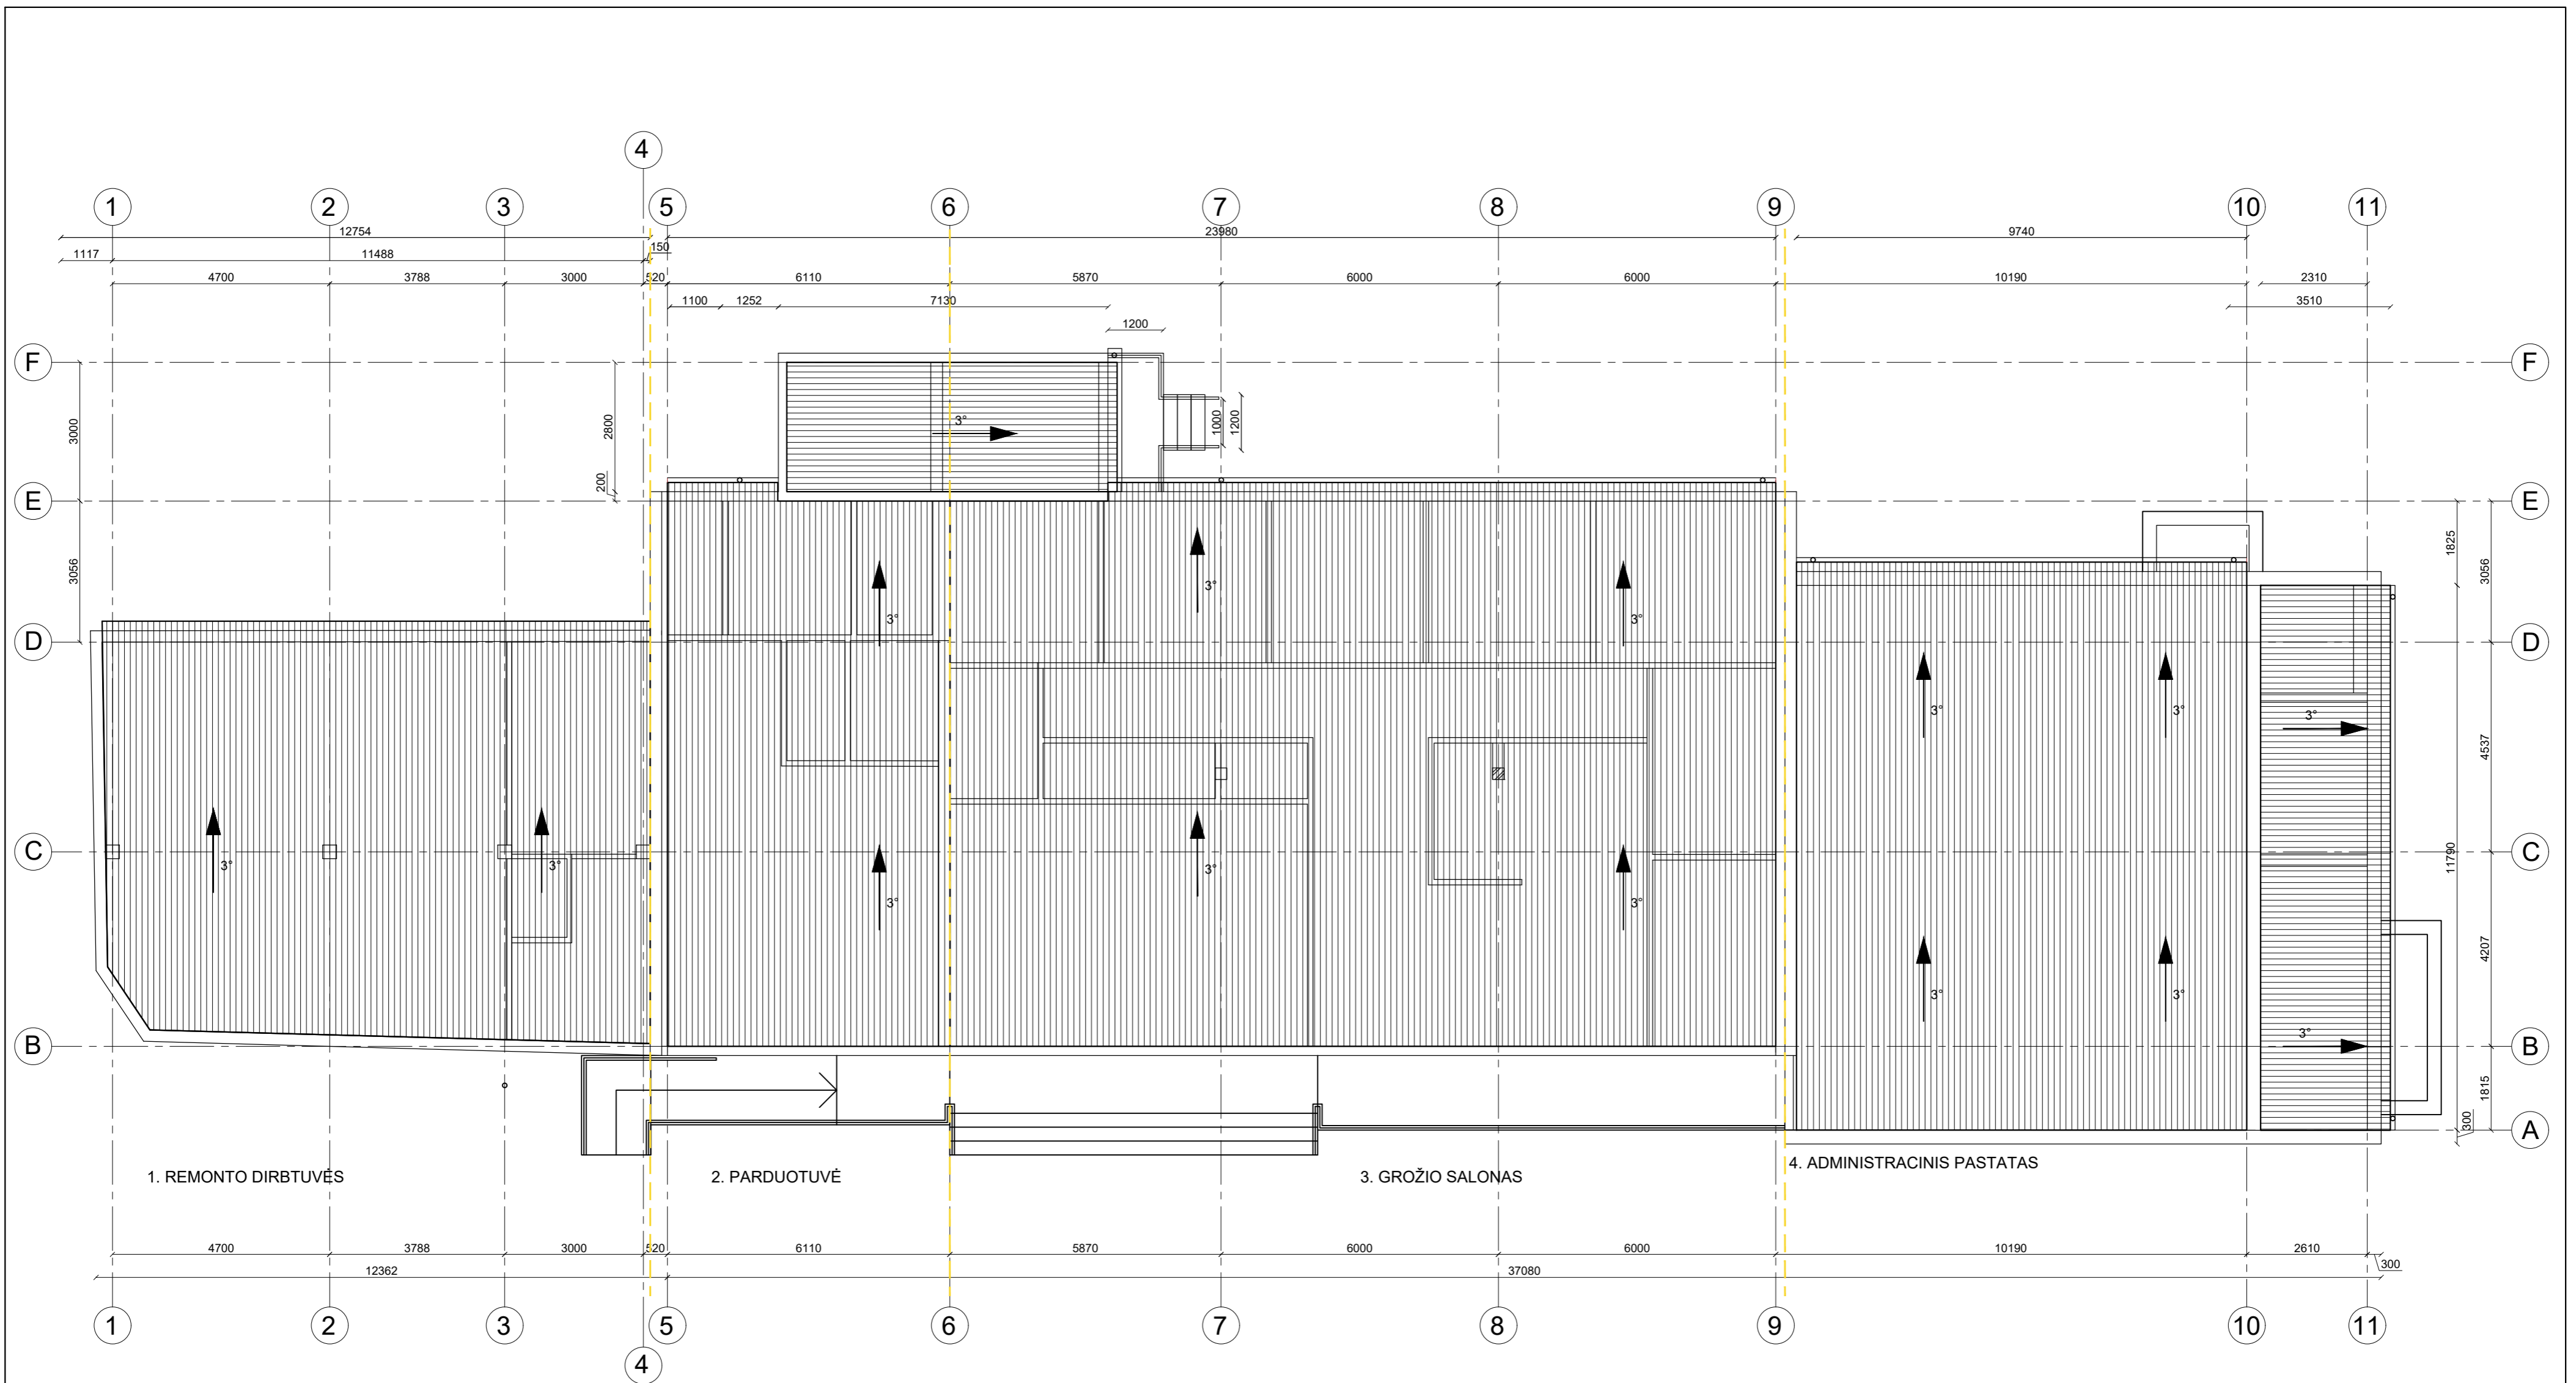 4
1 2 3 5 6 7 8 9 10 11
12754 23980 9740
1117 11488 150
4700 3788 3000 520 6110 5870 6000 6000 10190 2310
1100 1252 7130 3510
1200
F F
3000 2800 3° 1000 1200
200
E E
3056 3° 3° 3° 1825 3056
D D
3° 3°
3° 4537
C C
3° 3° 3° 3° 3° 11790
3° 3° 4207
3°
B B
1815
300
A A
1. REMONTO DIRBTUVĖS 2. PARDUOTUVĖ 3. GROŽIO SALONAS 4. ADMINISTRACINIS PASTATAS
4700 3788 3000 520 6110 5870 6000 6000 10190 2610
12362 37080 300
1 2 3 5 6 7 8 9 10 11
4